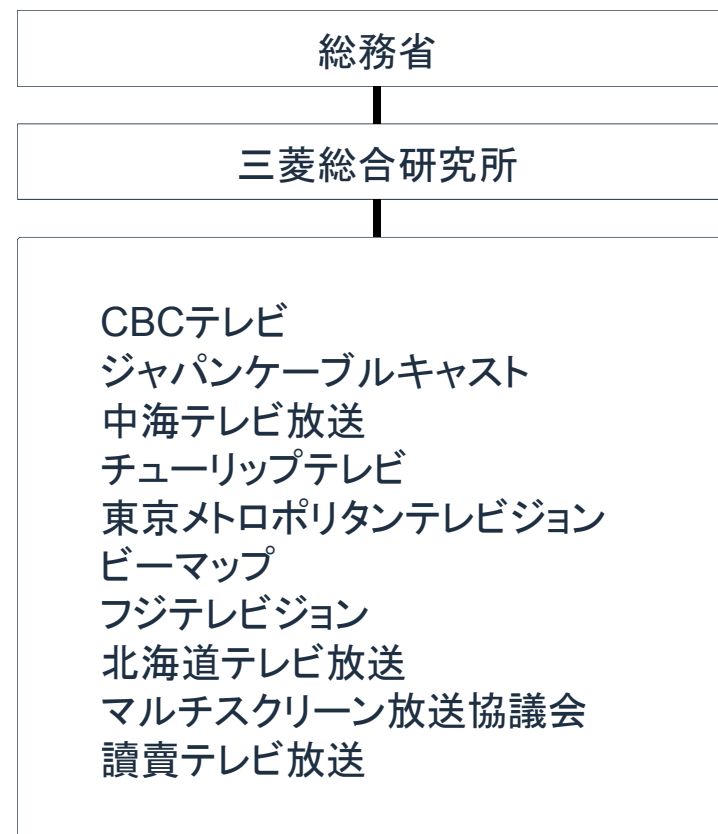 総務省
三菱総合研究所
CBCテレビ
ジャパンケーブルキャスト
中海テレビ放送
チューリップテレビ
東京メトロポリタンテレビジョン
ビーマップ
フジテレビジョン
北海道テレビ放送
マルチスクリーン放送協議会
讀賣テレビ放送